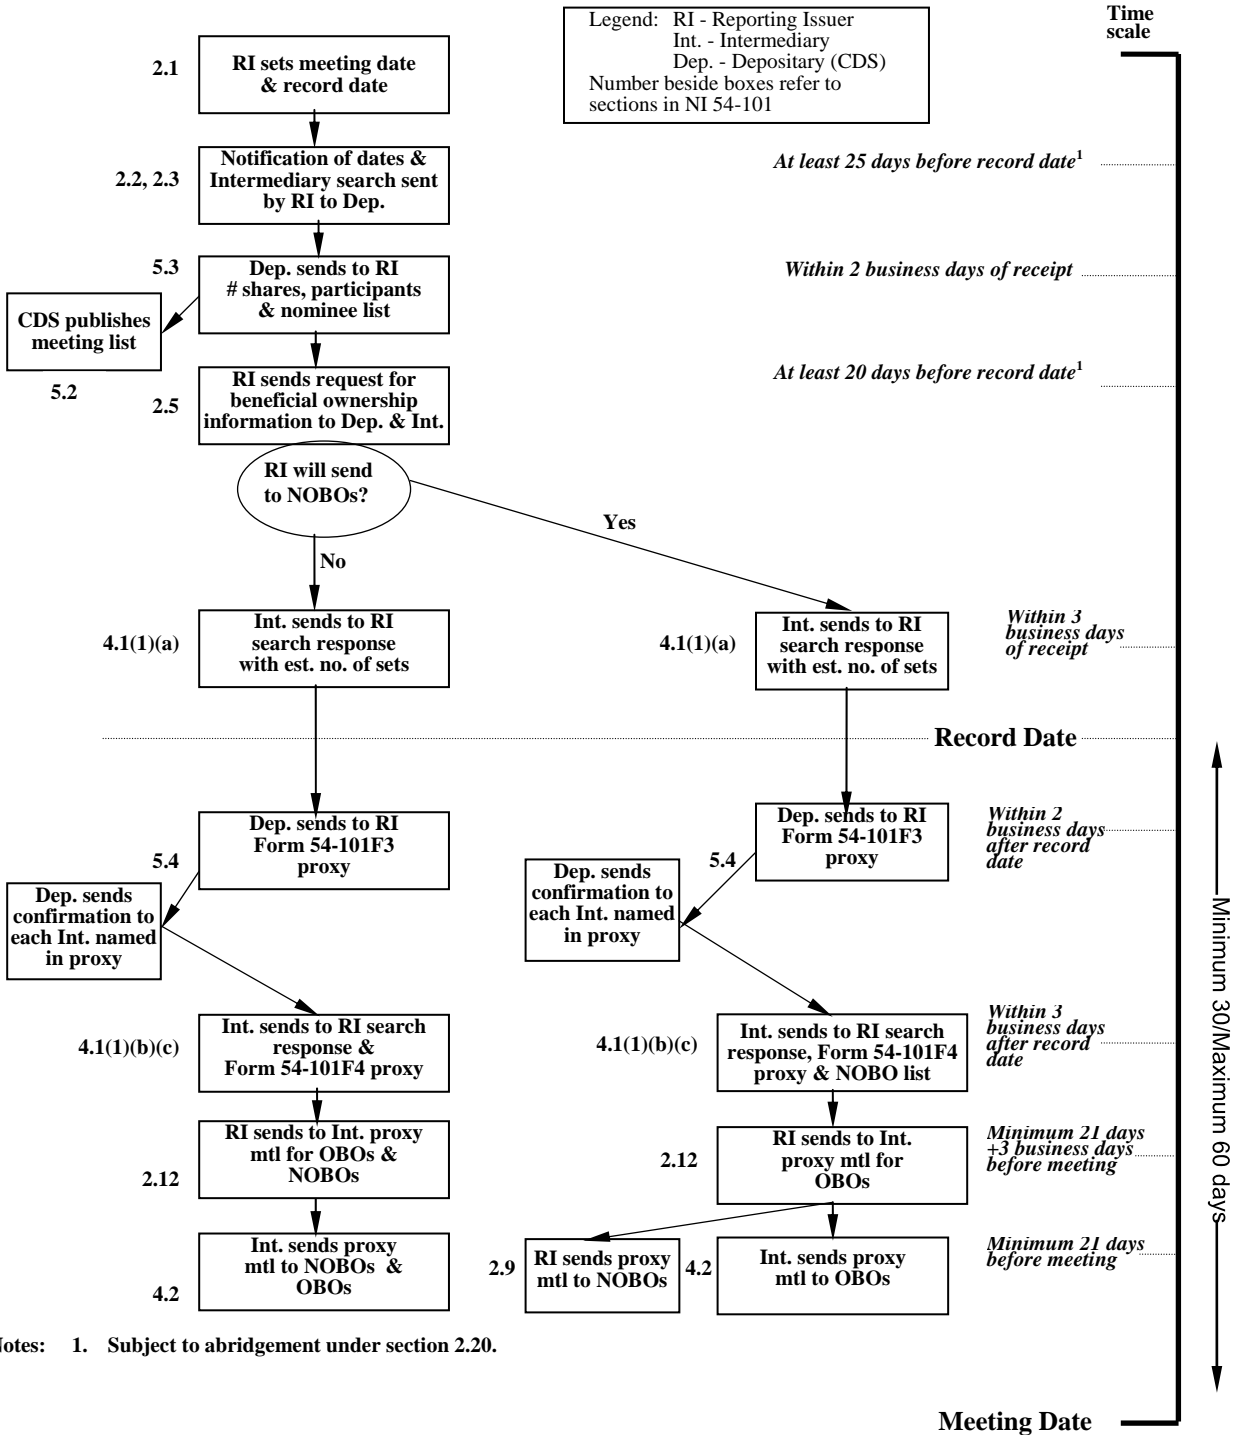 Legend: RI - Reporting Issuer
Int. - Intermediary
Dep. - Depositary (CDS)
Number beside boxes refer to
sections in NI 54-101
Time
scale
2.1
RI sets meeting date
& record date
2.2, 2.3
Notification of dates &
Intermediary search sent
by RI to Dep.
At least 25 days before record date1
5.3
Dep. sends to RI
# shares, participants
& nominee list
Within 2 business days of receipt
CDS publishes
meeting list
5.2
2.5
RI sends request for
beneficial ownership
information to Dep. & Int.
At least 20 days before record date1
RI will send
to NOBOs?
Yes
No
4.1(1)(a)
Int. sends to RI
search response
with est. no. of sets
4.1(1)(a)
Int. sends to RI
search response
with est. no. of sets
Within 3
business days
of receipt
Record Date
Dep. sends to RI
Form 54-101F3
proxy
5.4
Dep. sends
confirmation to
each Int. named
in proxy
Dep. sends to RI
Form 54-101F3
proxy
5.4
Dep. sends
confirmation to
each Int. named
in proxy
Within 2
business days
after record
date
4.1(1)(b)(c)
Int. sends to RI search
response &
Form 54-101F4 proxy
4.1(1)(b)(c)
Int. sends to RI search
response, Form 54-101F4
proxy & NOBO list
Within 3
business days
after record
date
2.12
RI sends to Int. proxy
mtl for OBOs &
NOBOs
2.12
RI sends to Int.
proxy mtl for
OBOs
Minimum 21 days
+3 business days
before meeting
4.2
Int. sends proxy
mtl to NOBOs &
OBOs
2.9
RI sends proxy
mtl to NOBOs
4.2
Int. sends proxy
mtl to OBOs
Minimum 21 days
before meeting
Minimum 30/Maximum 60 days
Notes: 1. Subject to abridgement under section 2.20.
Meeting Date